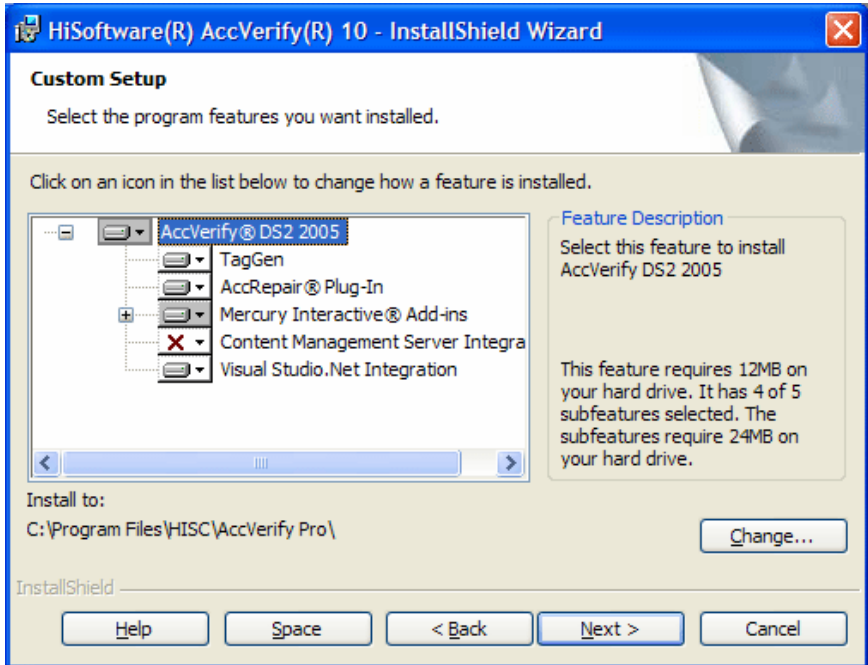 HiSoftware(R) AccVerify(R) 10 - InstallShield Wizard
Custom Setup
Select the program features you want installed.
Click on an icon in the list below to change how a feature is installed.
AccVerify® DS2 2005
TagGen
AccRepair® Plug-In
Mercury Interactive® Add-ins
Content Management Server Integra
Visual Studio.Net Integration
Feature Description
Select this feature to install
AccVerify DS2 2005
This feature requires 12MB on
your hard drive. It has 4 of 5
subfeatures selected. The
subfeatures require 24MB on
your hard drive.
Install to:
C:\Program Files\HISC\AccVerify Pro\
Change...
InstallShield
Help Space < Back Next > Cancel